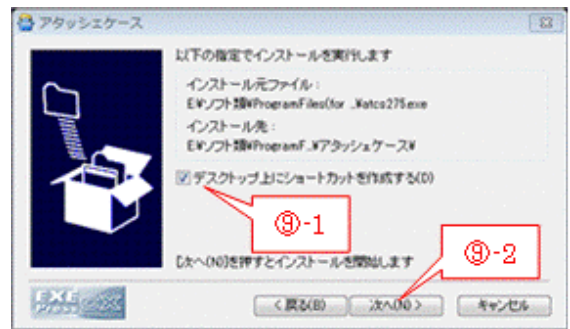 アタッシェケース
以下の指定でインストールを実行します
インストール元ファイル：
E¥ソフト類¥ProgramFiles(for ..¥atcs275.exe
インストール先：
E¥ソフト類¥ProgramF..¥アタッシェケース¥
デスクトップ上にショートカットを作成する(D)
⑨-1
[次へ(N)]を押すとインストールを開始します
⑨-2
EXE
Press
< 戻る(B)
次へ(N) >
キャンセル